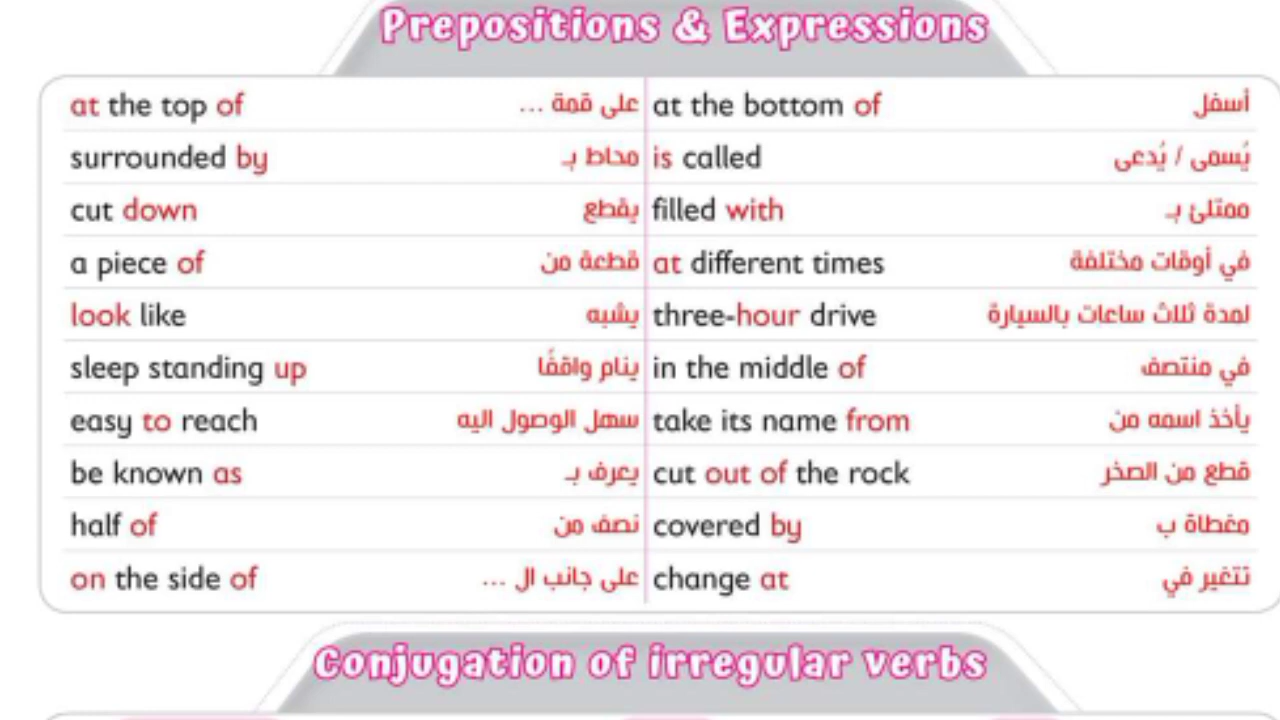 Prepositions & Expressions
at the top of على قمة ... at the bottom of أسفل
surrounded by محاط بـ is called يُسمى / يُدعى
cut down يقطع filled with ممتلئ بـ
a piece of قطعة من at different times في أوقات مختلفة
look like يشبه three-hour drive لمدة ثلاث ساعات بالسيارة
sleep standing up ينام واقفًا in the middle of في منتصف
easy to reach سهل الوصول اليه take its name from يأخذ اسمه من
be known as يعرف بـ cut out of the rock قطع من الصخر
half of نصف من covered by مغطاة ب
on the side of على جانب ال ... change at تتغير في
Conjugation of irregular verbs